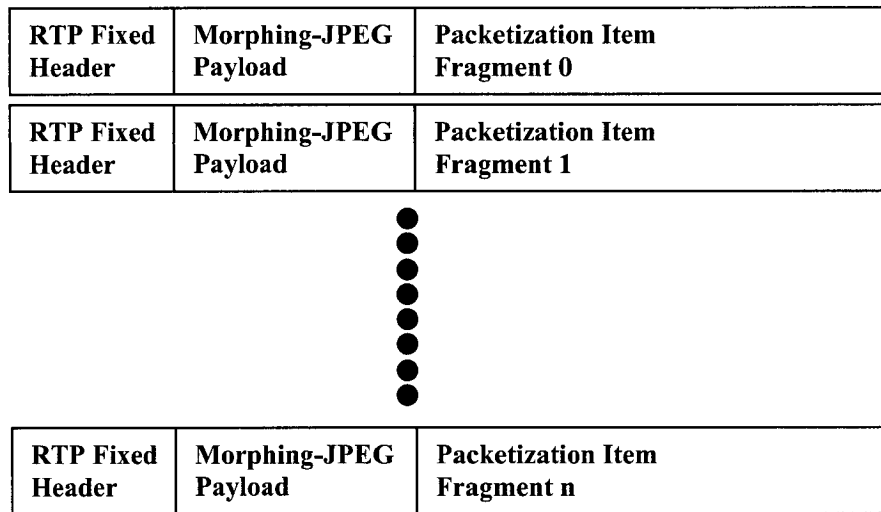 RTP Fixed Morphing-JPEG Packetization Item
Header Payload Fragment 0
RTP Fixed Morphing-JPEG Packetization Item
Header Payload Fragment 1
RTP Fixed Morphing-JPEG Packetization Item
Header Payload Fragment n